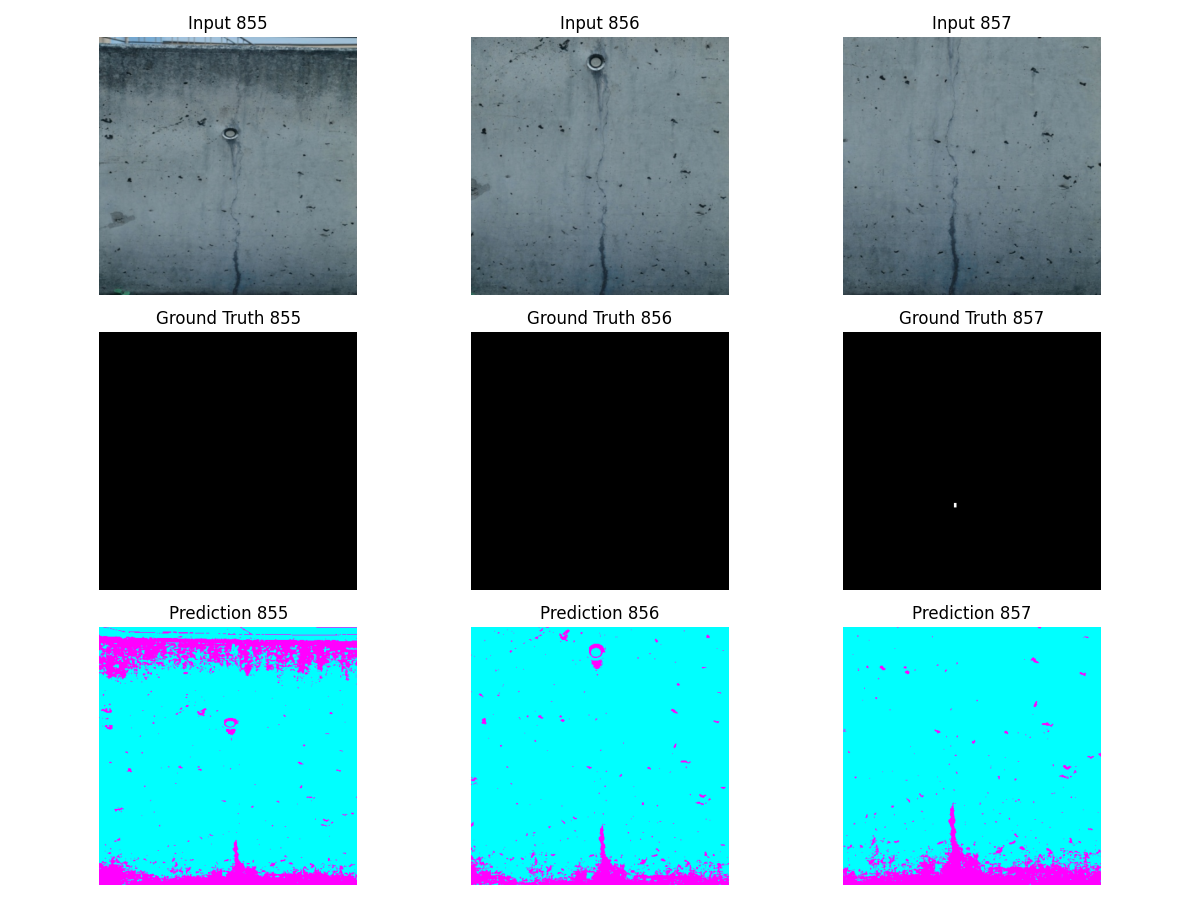 Input 855
Input 856
Input 857
Ground Truth 855
Ground Truth 856
Ground Truth 857
Prediction 855
Prediction 856
Prediction 857